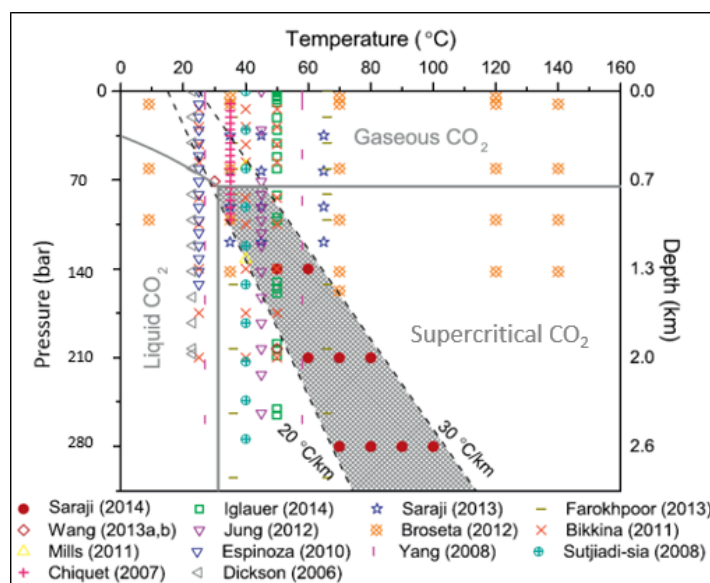 Temperature (°C)
0 20 40 60 80 100 120 140 160
0 0.0
Gaseous CO2
70 0.7
Pressure (bar)
Liquid CO2
Depth (km)
140 1.3
Supercritical CO2
210 2.0
20 °C/km
30 °C/km
280 2.6
Saraji (2014) Iglauer (2014) Saraji (2013) Farokhpoor (2013)
Wang (2013a,b) Jung (2012) Broseta (2012) Bikkina (2011)
Mills (2011) Espinoza (2010) Yang (2008) Sutjiadi-sia (2008)
Chiquet (2007) Dickson (2006)